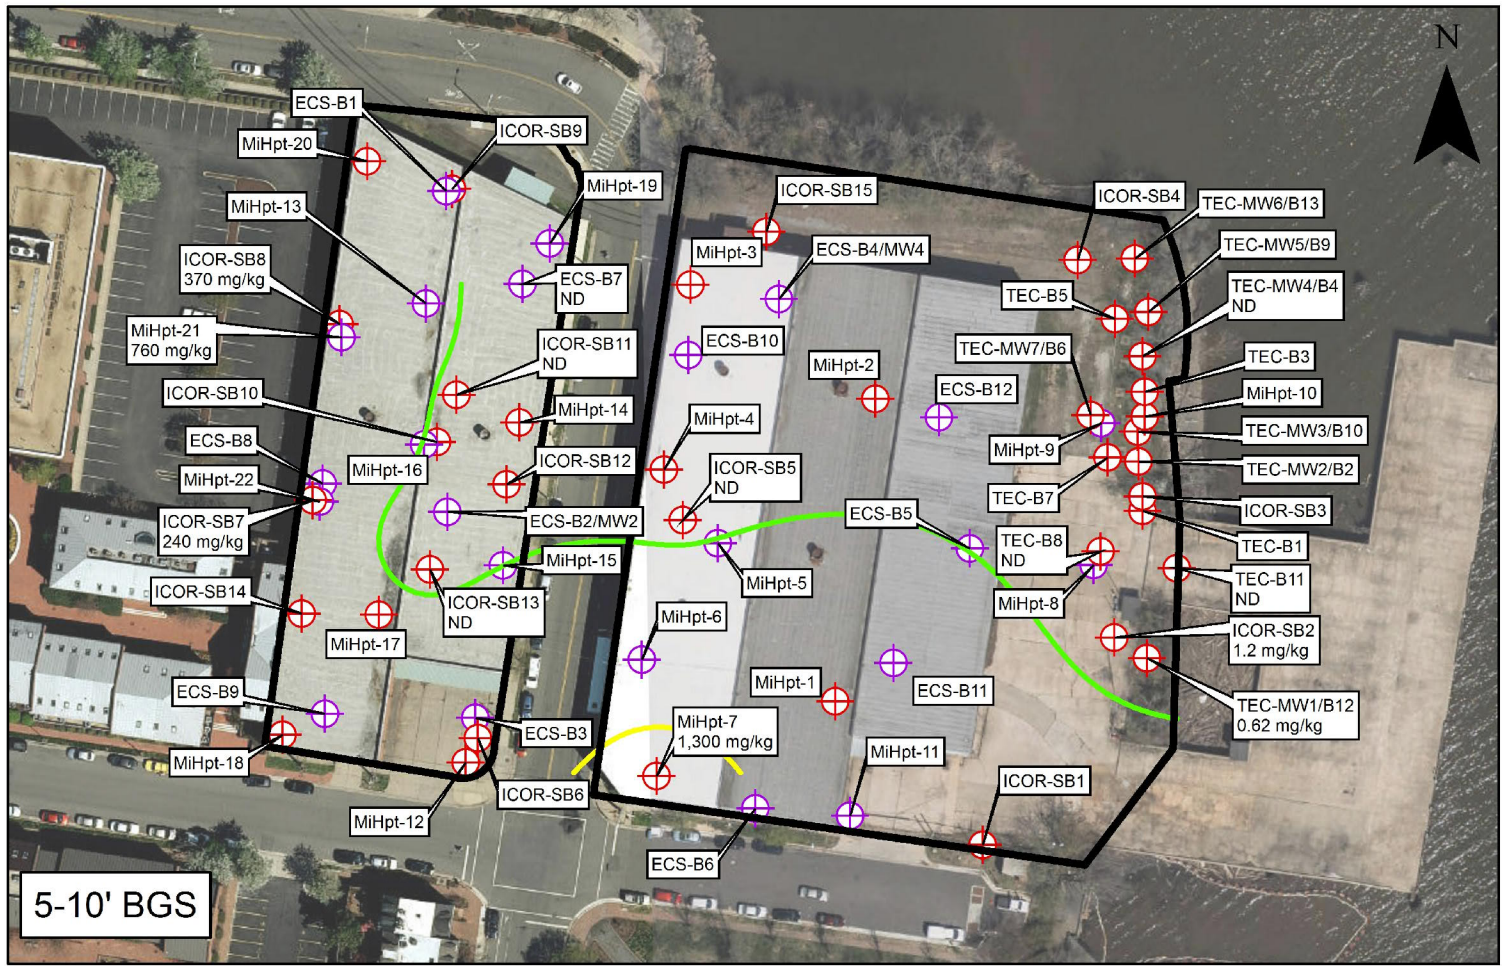 N
ECS-B1
ICOR-SB9
MiHpt-20
MiHpt-19
MiHpt-13
ICOR-SB8
370 mg/kg
ECS-B7
ND
MiHpt-21
760 mg/kg
ICOR-SB11
ND
ICOR-SB10
MiHpt-14
ECS-B8
MiHpt-16
ICOR-SB12
MiHpt-22
ICOR-SB7
240 mg/kg
ECS-B2/MW2
MiHpt-15
ICOR-SB14
ICOR-SB13
ND
MiHpt-17
ECS-B9
ECS-B3
MiHpt-18
ICOR-SB6
MiHpt-12
ICOR-SB15
MiHpt-3
ECS-B4/MW4
ECS-B10
MiHpt-2
ECS-B12
MiHpt-4
ICOR-SB5
ND
ECS-B5
MiHpt-5
MiHpt-6
MiHpt-1
ECS-B11
MiHpt-7
1,300 mg/kg
MiHpt-11
ECS-B6
ICOR-SB1
ICOR-SB4
TEC-MW6/B13
TEC-MW5/B9
TEC-B5
TEC-MW4/B4
ND
TEC-MW7/B6
TEC-B3
MiHpt-10
MiHpt-9
TEC-MW3/B10
TEC-MW2/B2
TEC-B7
ICOR-SB3
TEC-B8
ND
TEC-B1
TEC-B11
ND
MiHpt-8
ICOR-SB2
1.2 mg/kg
TEC-MW1/B12
0.62 mg/kg
5-10' BGS